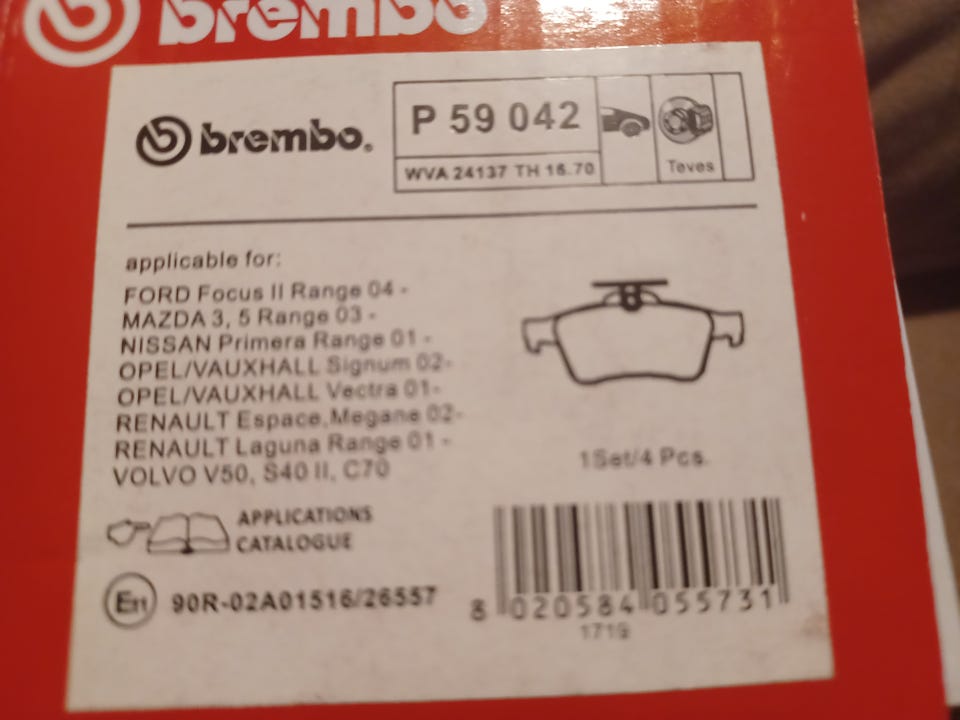 brembo
brembo.
P 59 042
WVA 24137 TH 16.70
Teves
applicable for:
FORD Focus II Range 04 -
MAZDA 3, 5 Range 03 -
NISSAN Primera Range 01 -
OPEL/VAUXHALL Signum 02-
OPEL/VAUXHALL Vectra 01-
RENAULT Espace,Megane 02-
RENAULT Laguna Range 01 -
VOLVO V50, S40 II, C70
1Set/4 Pcs.
APPLICATIONS
CATALOGUE
E11 90R-02A01516/26557
8 020584 055731
1719